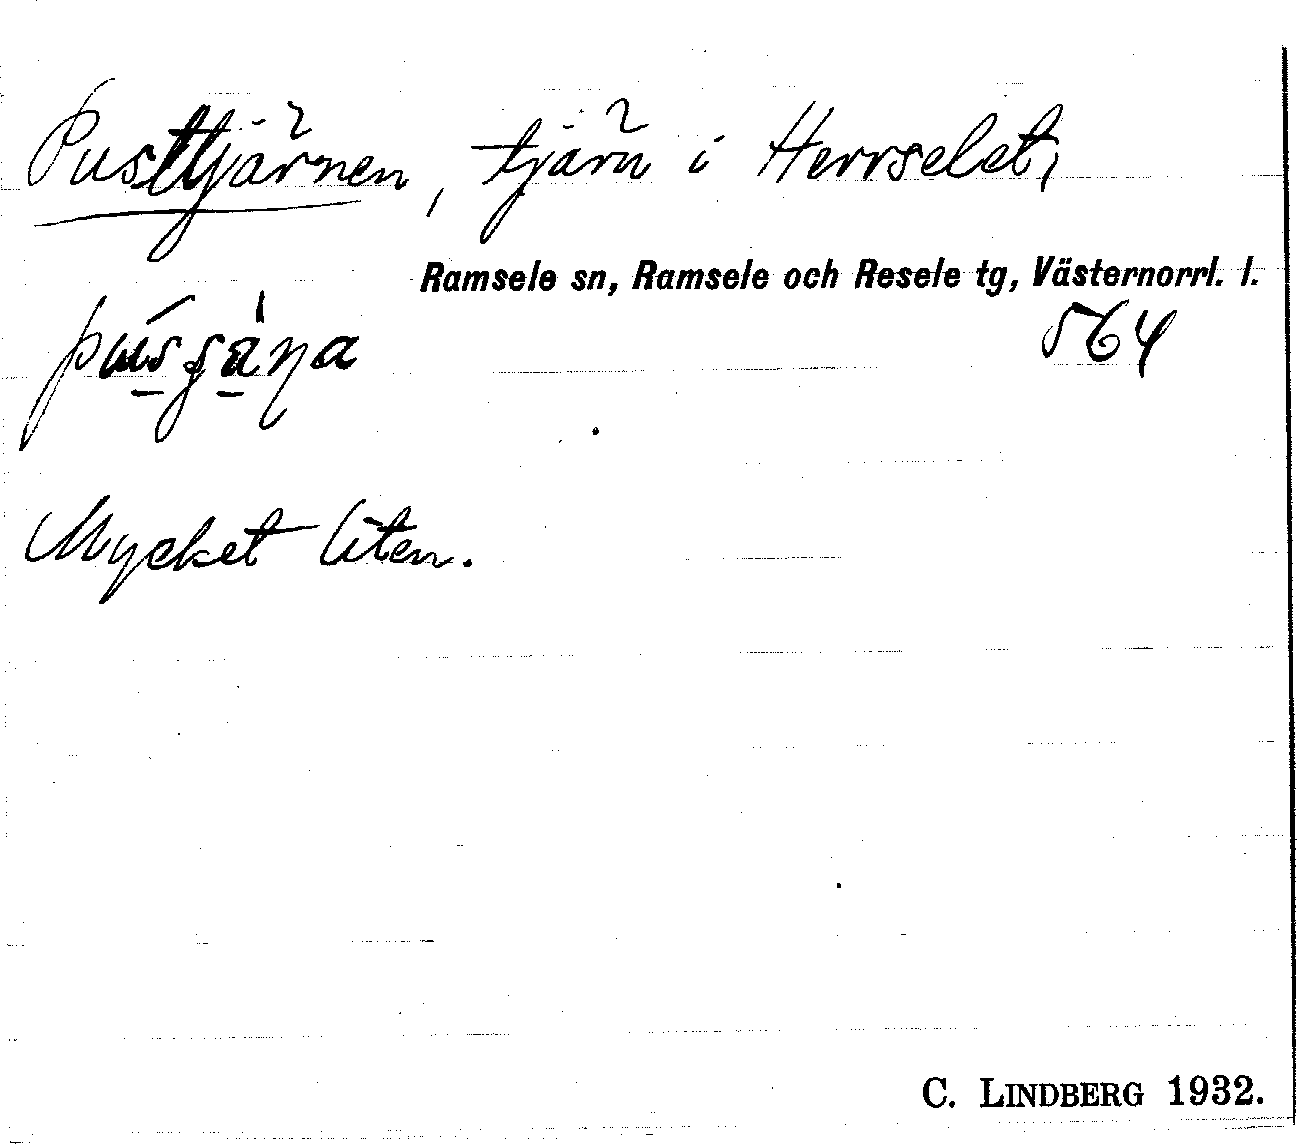 Pusttjärnen, tjärn i Herrselet,
Ramsele sn, Ramsele och Resele tg, Västernorrl. l.
564
Mycket liten.
C. LINDBERG 1932.